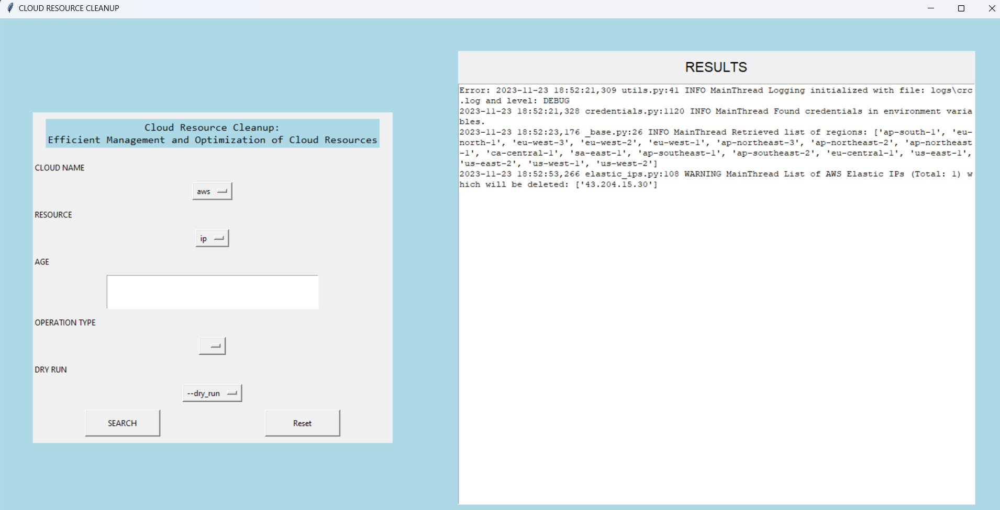 CLOUD RESOURCE CLEANUP
Cloud Resource Cleanup:
Efficient Management and Optimization of Cloud Resources
CLOUD NAME
aws
RESOURCE
ip
AGE
OPERATION TYPE
DRY RUN
--dry_run
SEARCH
Reset
RESULTS
Error: 2023-11-23 18:52:21,309 utils.py:41 INFO MainThread Logging initialized with file: logs\crc
.log and level: DEBUG
2023-11-23 18:52:21,328 credentials.py:1120 INFO MainThread Found credentials in environment varia
bles.
2023-11-23 18:52:23,176 _base.py:26 INFO MainThread Retrieved list of regions: ['ap-south-1', 'eu-
north-1', 'eu-west-3', 'eu-west-2', 'eu-west-1', 'ap-northeast-3', 'ap-northeast-2', 'ap-northeast
-1', 'ca-central-1', 'sa-east-1', 'ap-southeast-1', 'ap-southeast-2', 'eu-central-1', 'us-east-1',
'us-east-2', 'us-west-1', 'us-west-2']
2023-11-23 18:52:53,266 elastic_ips.py:108 WARNING MainThread List of AWS Elastic IPs (Total: 1) w
hich will be deleted: ['43.204.15.30']